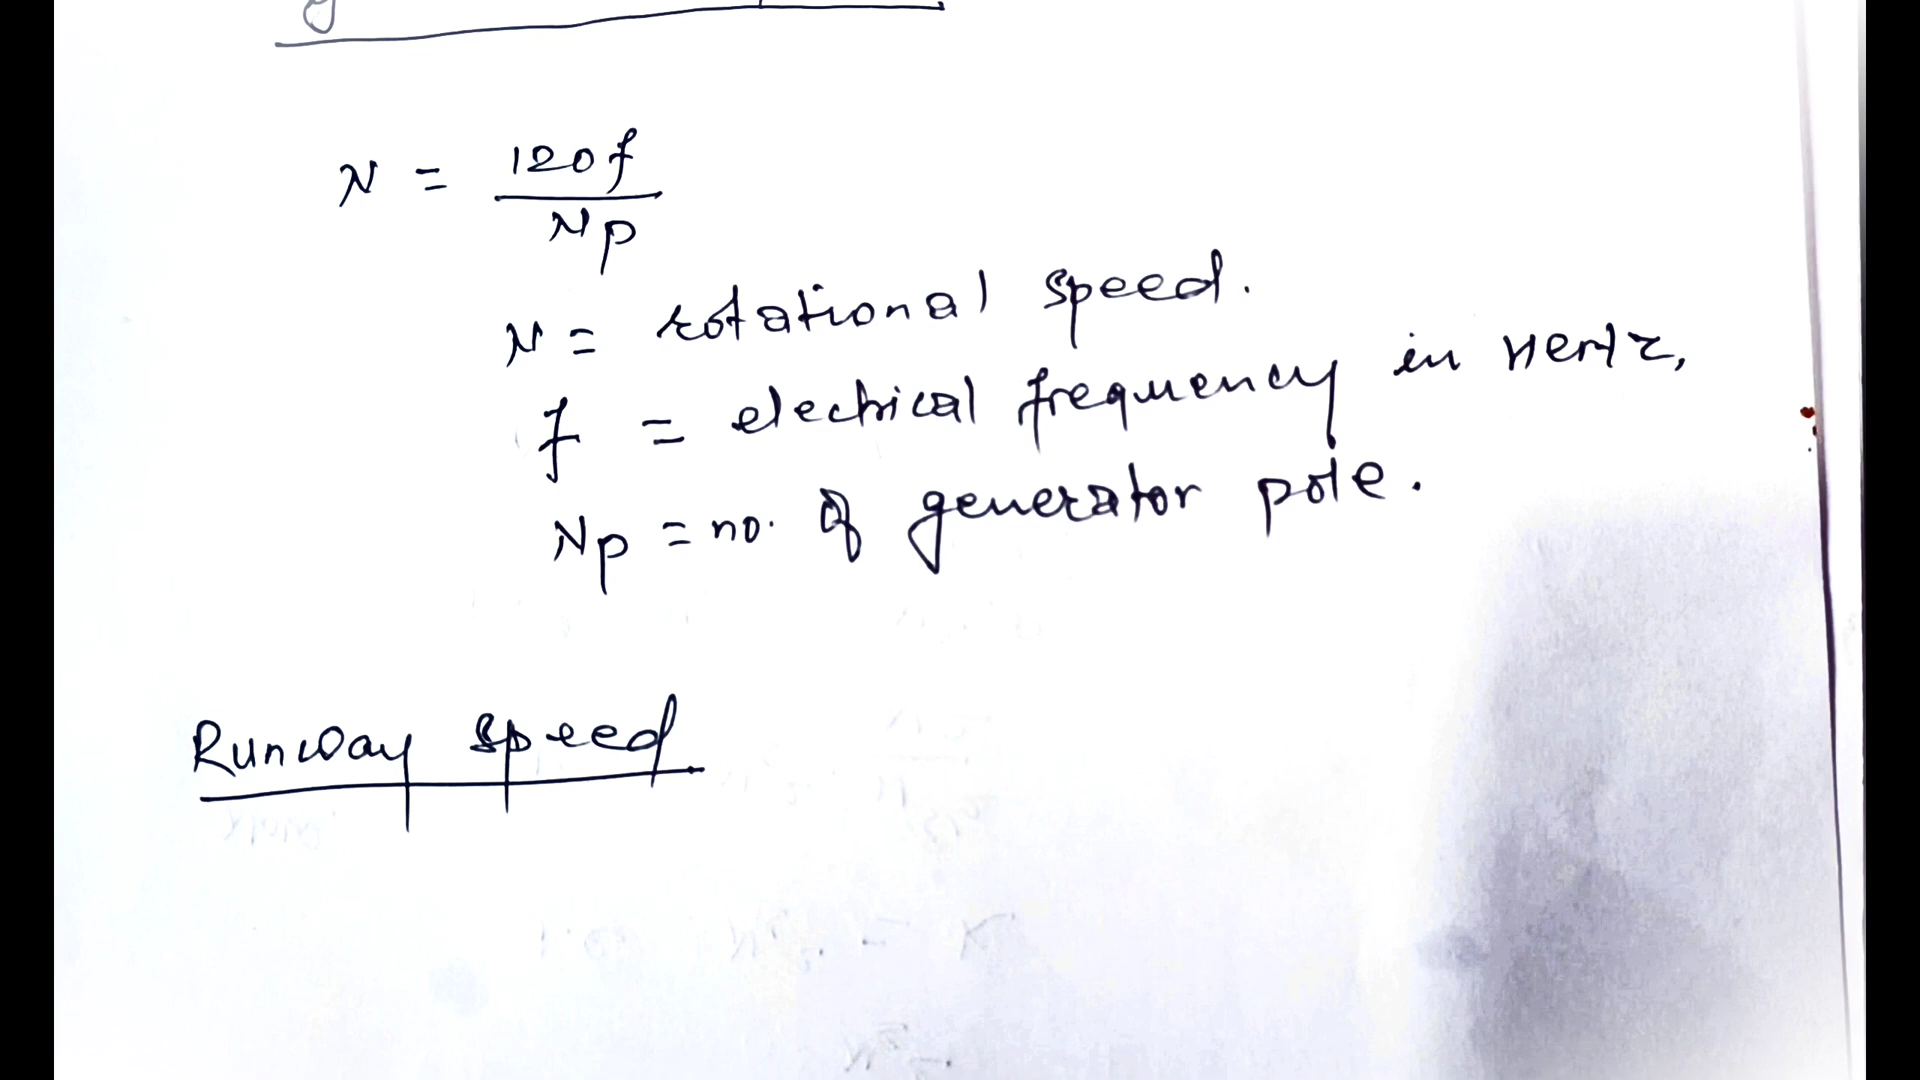 N = 120f / Np
N = rotational speed.
f = electrical frequency in Hertz,
Np = no. of generator pole.
Runway speed